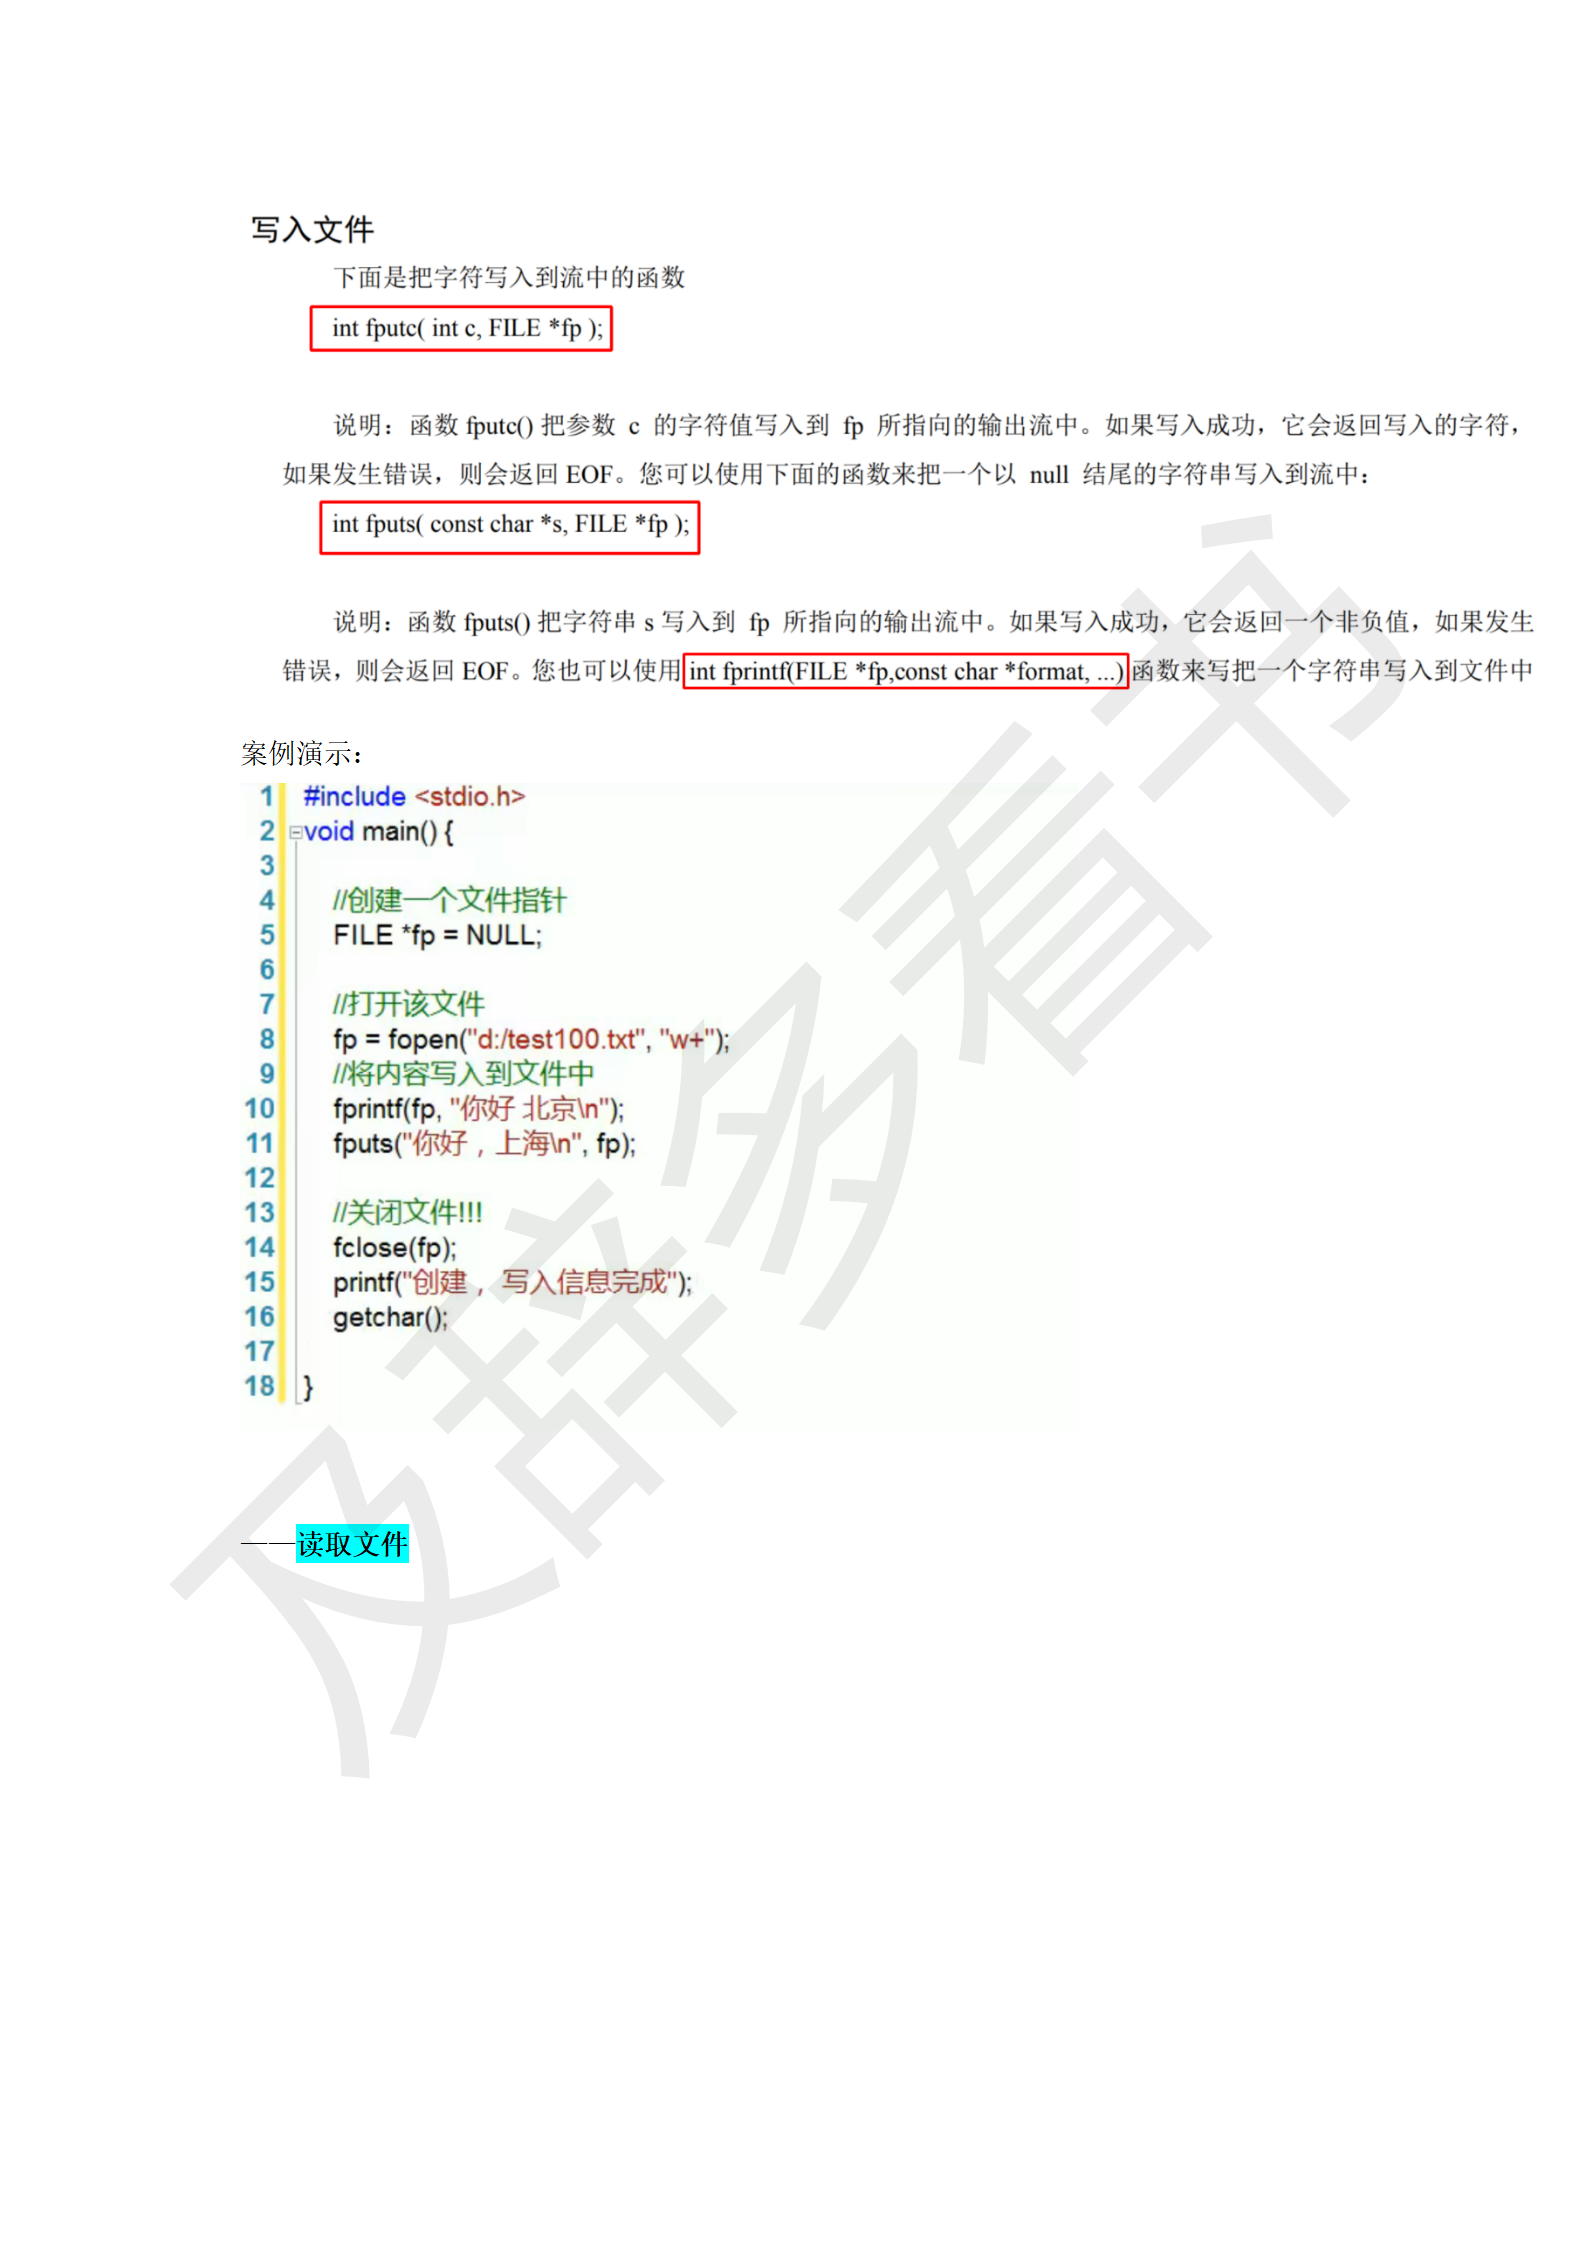 写入文件
下面是把字符写入到流中的函数
int fputc( int c, FILE *fp );
说明：函数 fputc() 把参数 c 的字符值写入到 fp 所指向的输出流中。如果写入成功，它会返回写入的字符，
如果发生错误，则会返回 EOF。您可以使用下面的函数来把一个以 null 结尾的字符串写入到流中：
int fputs( const char *s, FILE *fp );
说明：函数 fputs() 把字符串 s 写入到 fp 所指向的输出流中。如果写入成功，它会返回一个非负值，如果发生
错误，则会返回 EOF。您也可以使用 int fprintf(FILE *fp,const char *format, ...) 函数来写把一个字符串写入到文件中
案例演示：
1 #include <stdio.h>
2 void main() {
3
4 //创建一个文件指针
5 FILE *fp = NULL;
6
7 //打开该文件
8 fp = fopen("d:/test100.txt", "w+");
9 //将内容写入到文件中
10 fprintf(fp, "你好 北京\n");
11 fputs("你好，上海\n", fp);
12
13 //关闭文件!!!
14 fclose(fp);
15 printf("创建， 写入信息完成");
16 getchar();
17
18 }
——读取文件
及辞多看书